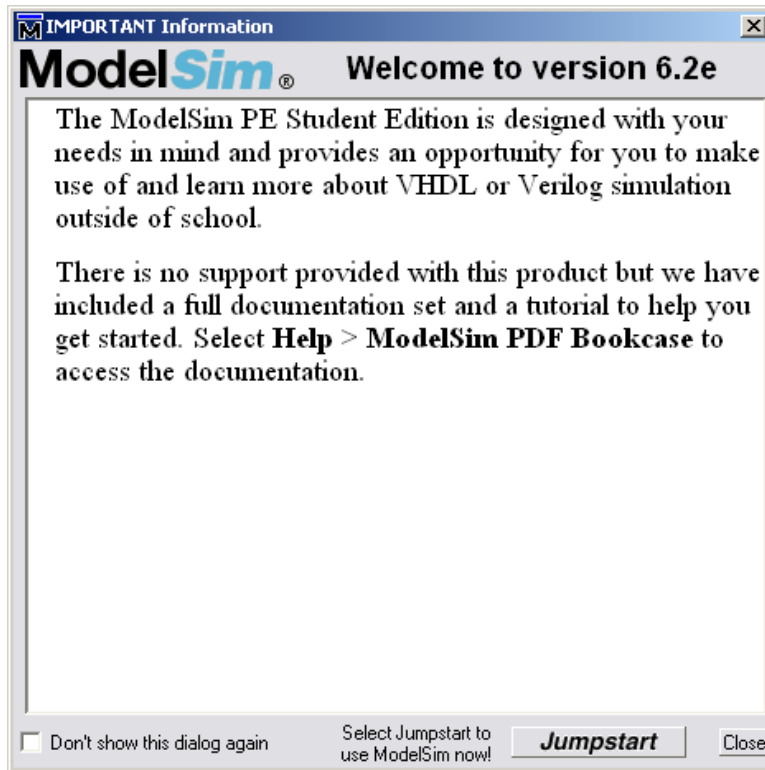 IMPORTANT Information
ModelSim ® Welcome to version 6.2e
The ModelSim PE Student Edition is designed with your
needs in mind and provides an opportunity for you to make
use of and learn more about VHDL or Verilog simulation
outside of school.
There is no support provided with this product but we have
included a full documentation set and a tutorial to help you
get started. Select Help > ModelSim PDF Bookcase to
access the documentation.
Don't show this dialog again
Select Jumpstart to
use ModelSim now!
Jumpstart
Close